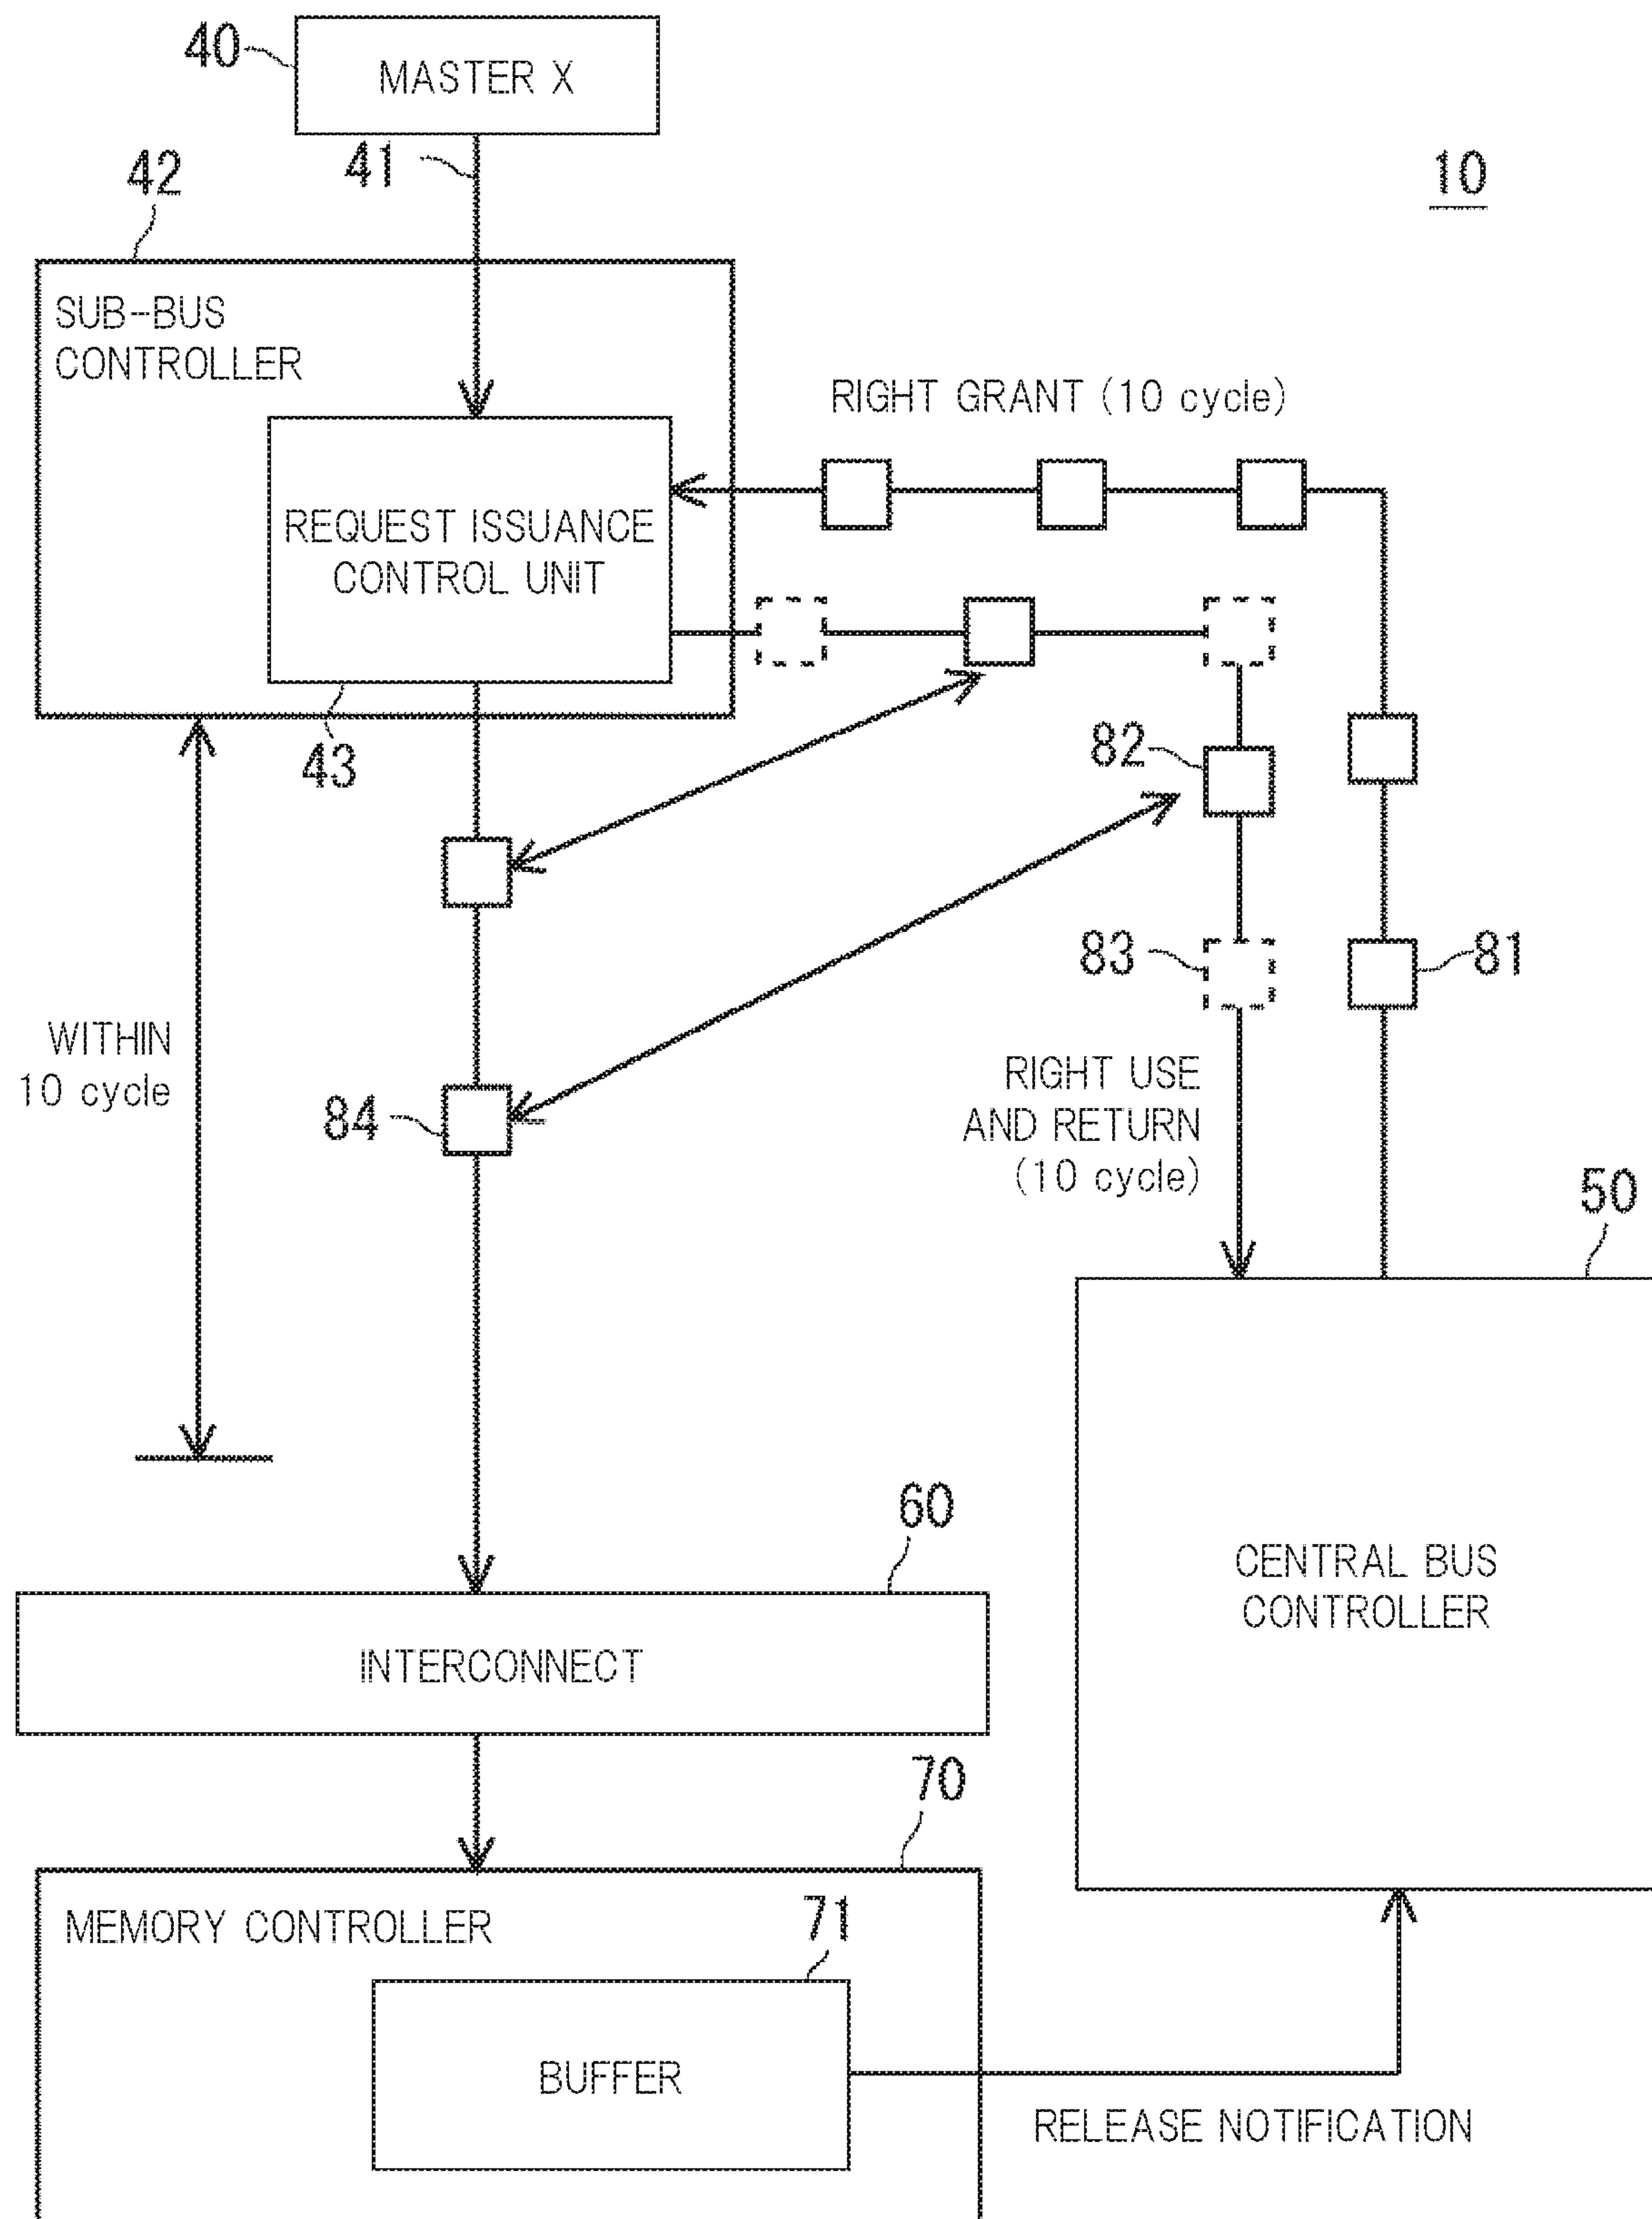 40
MASTER X
41
42
10
SUB-BUS
CONTROLLER
RIGHT GRANT (10 cycle)
REQUEST ISSUANCE
CONTROL UNIT
43
82
83
81
WITHIN
10 cycle
84
RIGHT USE
AND RETURN
(10 cycle)
50
60
CENTRAL BUS
CONTROLLER
INTERCONNECT
70
MEMORY CONTROLLER
71
BUFFER
RELEASE NOTIFICATION